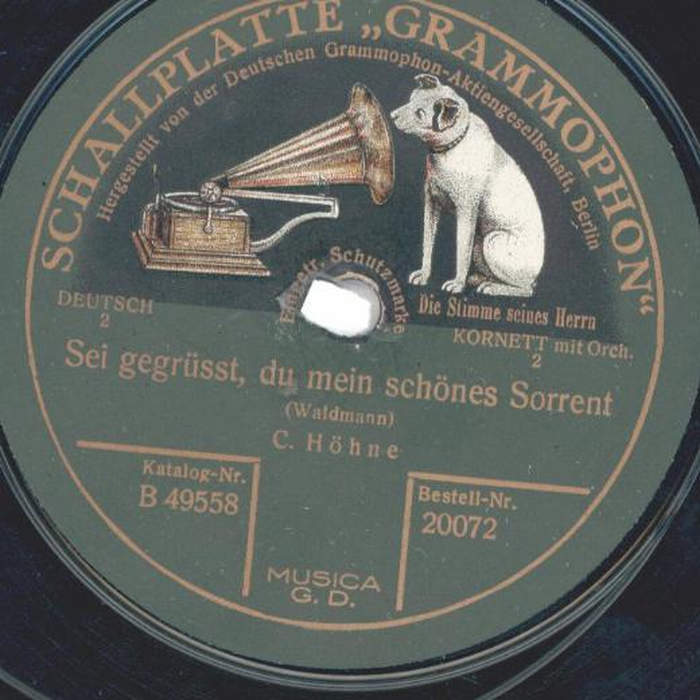 SCHALLPLATTE „GRAMMOPHON“
Hergestellt von der Deutschen Grammophon-Aktiengesellschaft, Berlin
Eingetr. Schutzmarke
Die Stimme seines Herrn
DEUTSCH
2
KORNETT mit Orch.
2
Sei gegrüsst, du mein schönes Sorrent
(Waldmann)
C. Höhne
Katalog-Nr.
B 49558
Bestell-Nr.
20072
MUSICA
G. D.